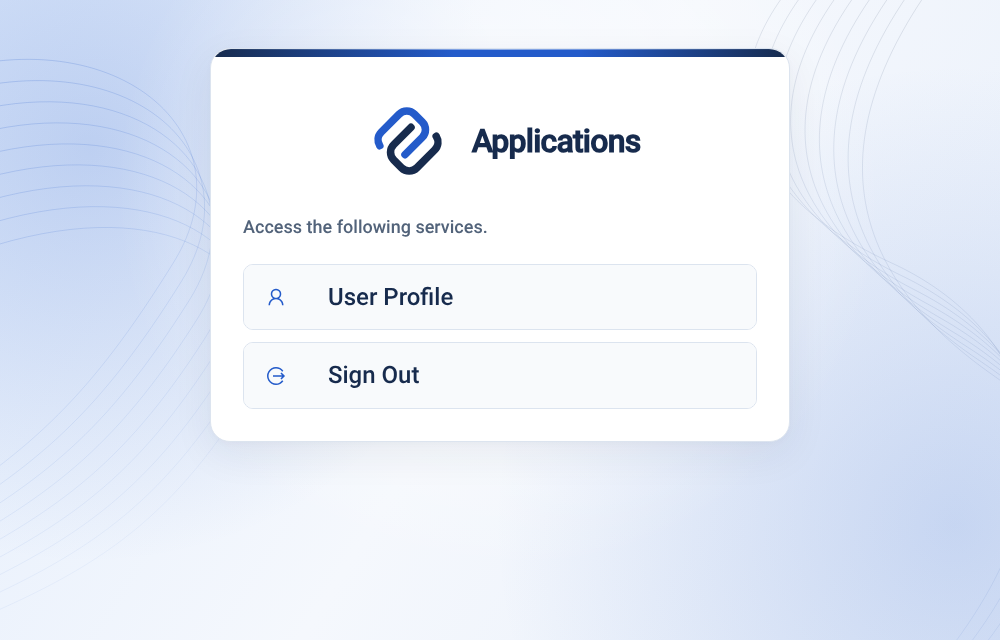 Applications
Access the following services.
User Profile
Sign Out